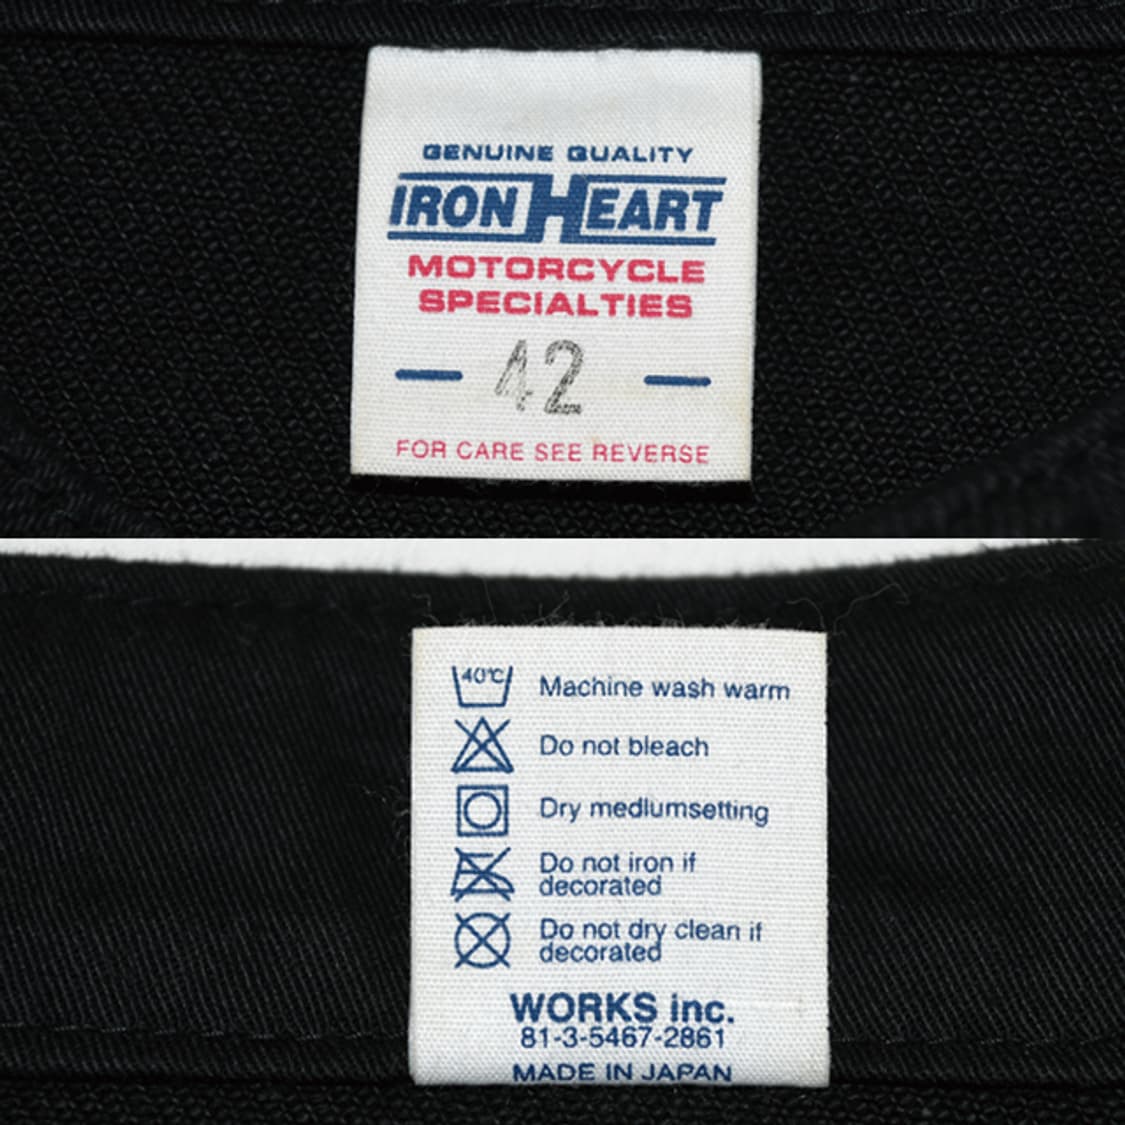 GENUINE QUALITY
IRON HEART
MOTORCYCLE
SPECIALTIES
— 42 —
FOR CARE SEE REVERSE
40℃ Machine wash warm
Do not bleach
Dry medlumsetting
Do not iron if
decorated
Do not dry clean if
decorated
WORKS inc.
81-3-5467-2861
MADE IN JAPAN